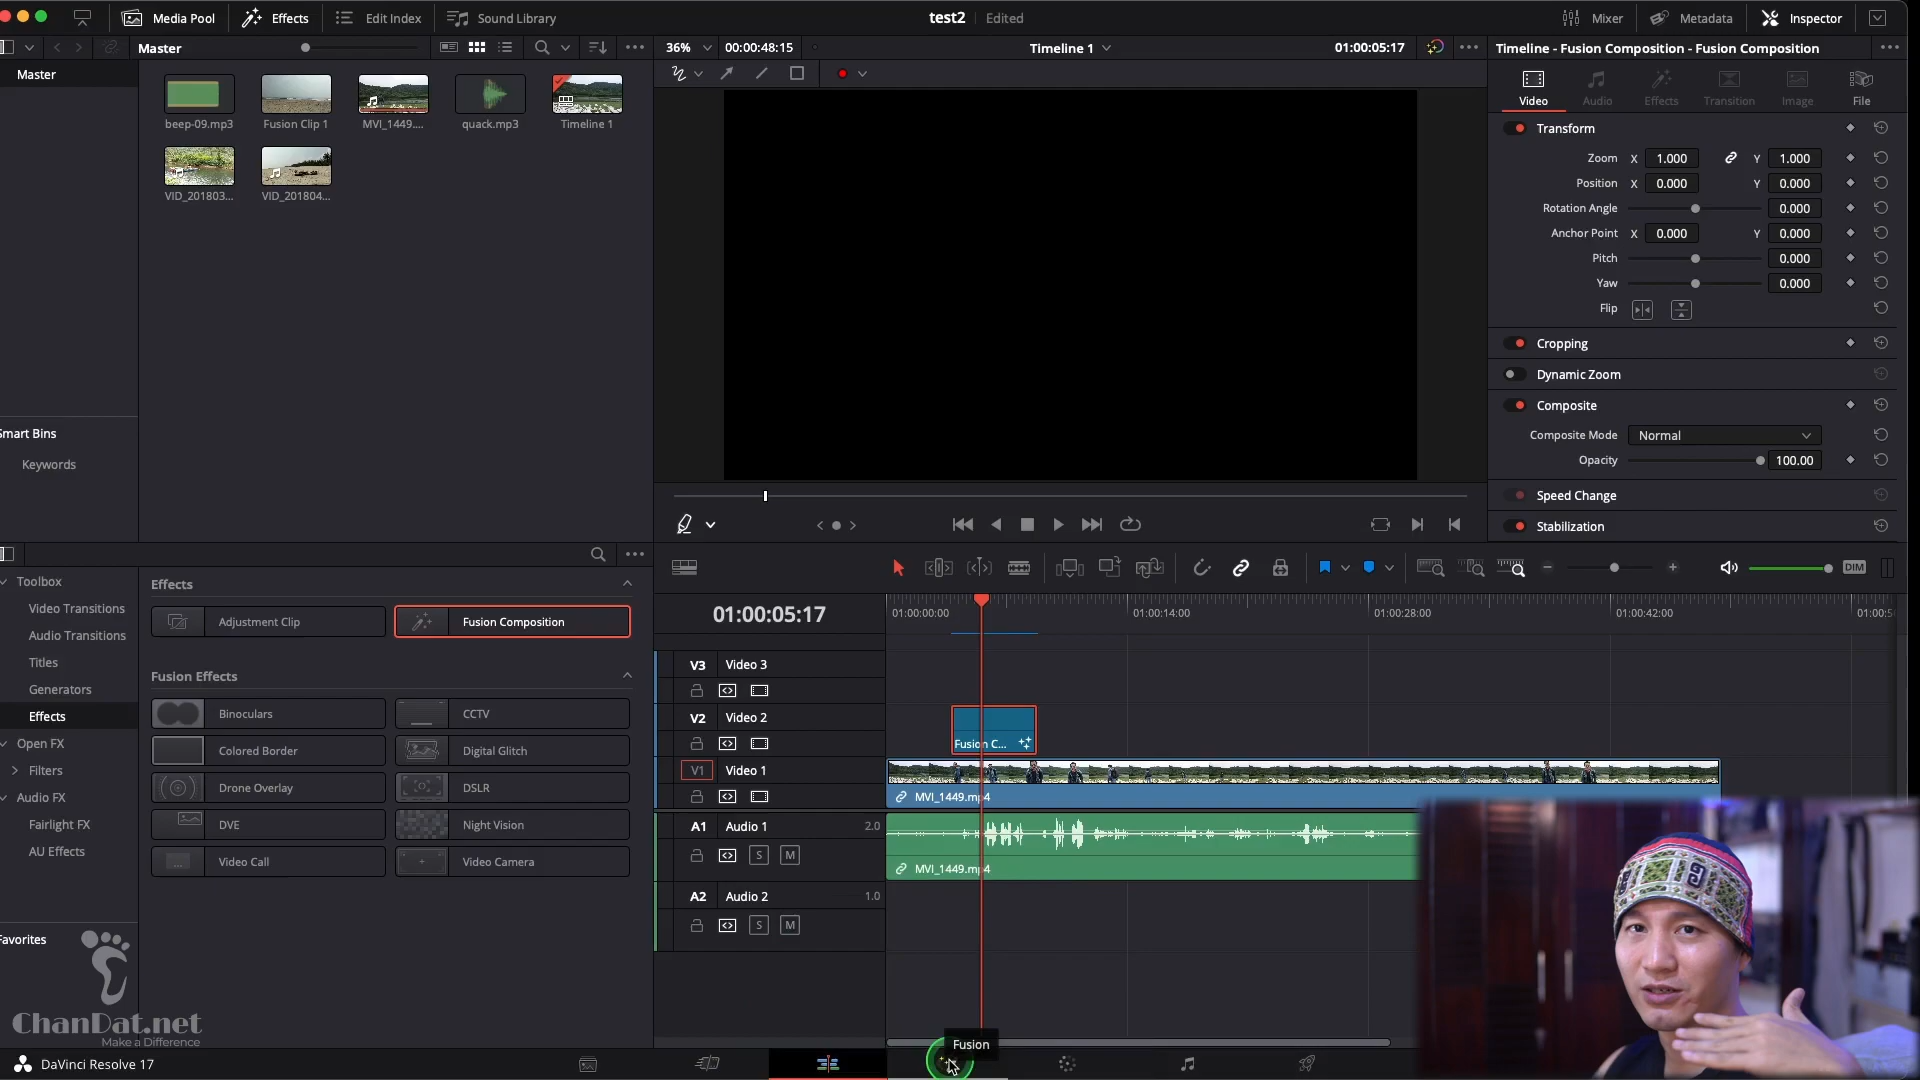 Media Pool Effects Edit Index Sound Library test2 Edited Mixer Metadata Inspector
Master 36% 00:00:48:15 Timeline 1 01:00:05:17 Timeline - Fusion Composition - Fusion Composition
Master
beep-09.mp3 Fusion Clip 1 MVI_1449.... quack.mp3 Timeline 1
VID_201803... VID_201804...
Smart Bins
Keywords
Video Audio Effects Transition Image File
Transform
Zoom X 1.000 Y 1.000
Position X 0.000 Y 0.000
Rotation Angle 0.000
Anchor Point X 0.000 Y 0.000
Pitch 0.000
Yaw 0.000
Flip
Cropping
Dynamic Zoom
Composite
Composite Mode Normal
Opacity 100.00
Speed Change
Stabilization
Toolbox
Video Transitions
Audio Transitions
Titles
Generators
Effects
Open FX
Filters
Audio FX
Fairlight FX
AU Effects
Favorites
Effects
Adjustment Clip Fusion Composition
Fusion Effects
Binoculars CCTV
Colored Border Digital Glitch
Drone Overlay DSLR
DVE Night Vision
Video Call Video Camera
DIM
01:00:05:17 01:00:00:00 01:00:14:00 01:00:28:00 01:00:42:00
V3 Video 3
V2 Video 2
Fusion C...
V1 Video 1
MVI_1449.mp4
A1 Audio 1 2.0
S M
MVI_1449.mp4
A2 Audio 2 1.0
S M
ChanDat.net
Make a Difference
Fusion
DaVinci Resolve 17